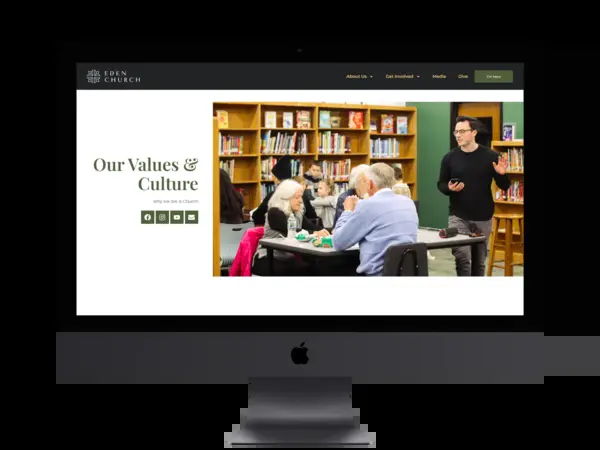 EDEN
CHURCH
About Us
Get Involved
Media
Give
I'm New
Our Values &
Culture
Why we are a Church